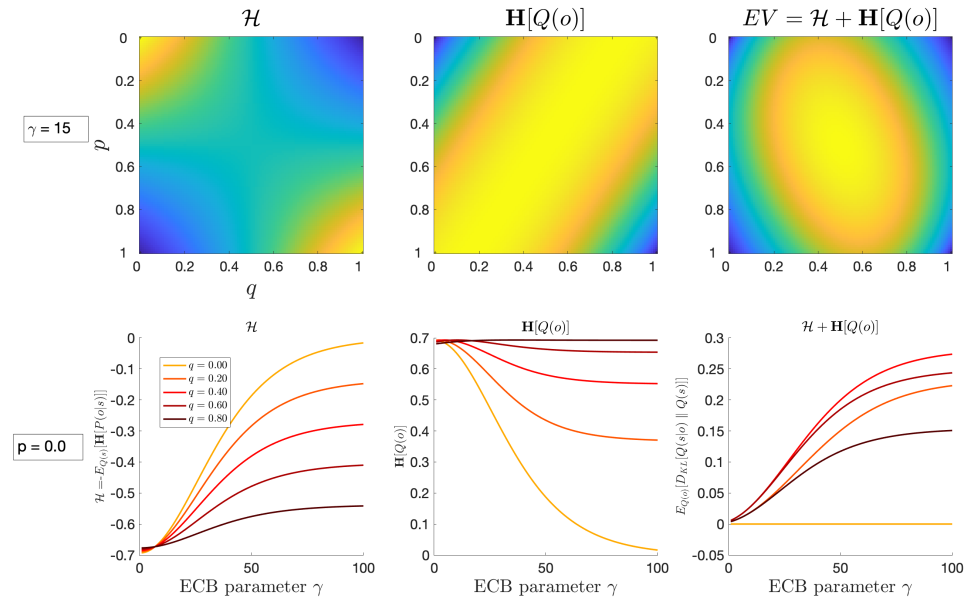 ℋ
H[Q(o)]
EV = ℋ + H[Q(o)]
γ = 15
p
0
0.2
0.4
0.6
0.8
1
0 0.2 0.4 0.6 0.8 1
q
0
0.2
0.4
0.6
0.8
1
0 0.2 0.4 0.6 0.8 1
0
0.2
0.4
0.6
0.8
1
0 0.2 0.4 0.6 0.8 1
p = 0.0
ℋ
ℋ =-E_{Q(s)}[H[P(o|s)]]
0
-0.1
-0.2
-0.3
-0.4
-0.5
-0.6
-0.7
q = 0.00
q = 0.20
q = 0.40
q = 0.60
q = 0.80
0 50 100
ECB parameter γ
H[Q(o)]
H[Q(o)]
0.7
0.6
0.5
0.4
0.3
0.2
0.1
0
0 50 100
ECB parameter γ
ℋ + H[Q(o)]
E_{Q(o)}[D_{KL}[Q(s|o) ∥ Q(s)]]
0.3
0.25
0.2
0.15
0.1
0.05
0
-0.05
0 50 100
ECB parameter γ